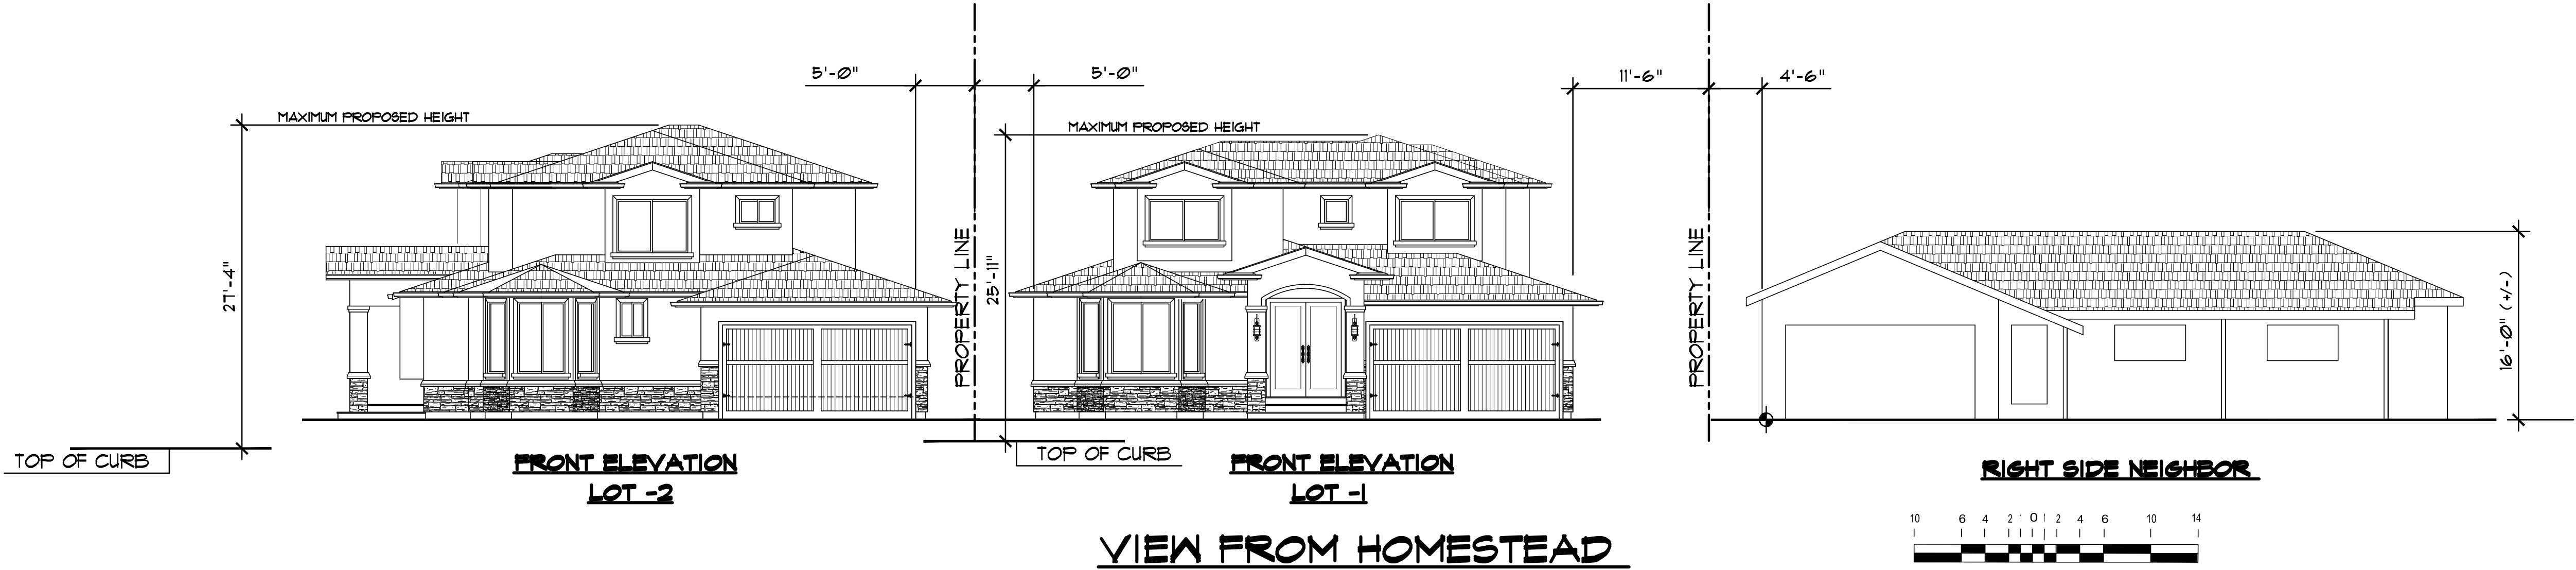 5'-0"
5'-0"
11'-6"
4'-6"
MAXIMUM PROPOSED HEIGHT
MAXIMUM PROPOSED HEIGHT
27'-4"
PROPERTY LINE
25'-11"
PROPERTY LINE
16'-0" (+/-)
TOP OF CURB
TOP OF CURB
FRONT ELEVATION
LOT -2
FRONT ELEVATION
LOT -1
RIGHT SIDE NEIGHBOR
VIEW FROM HOMESTEAD
10 6 4 2 1 0 1 2 4 6 10 14